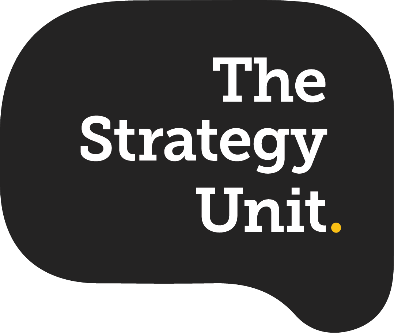 The
Strategy
Unit.